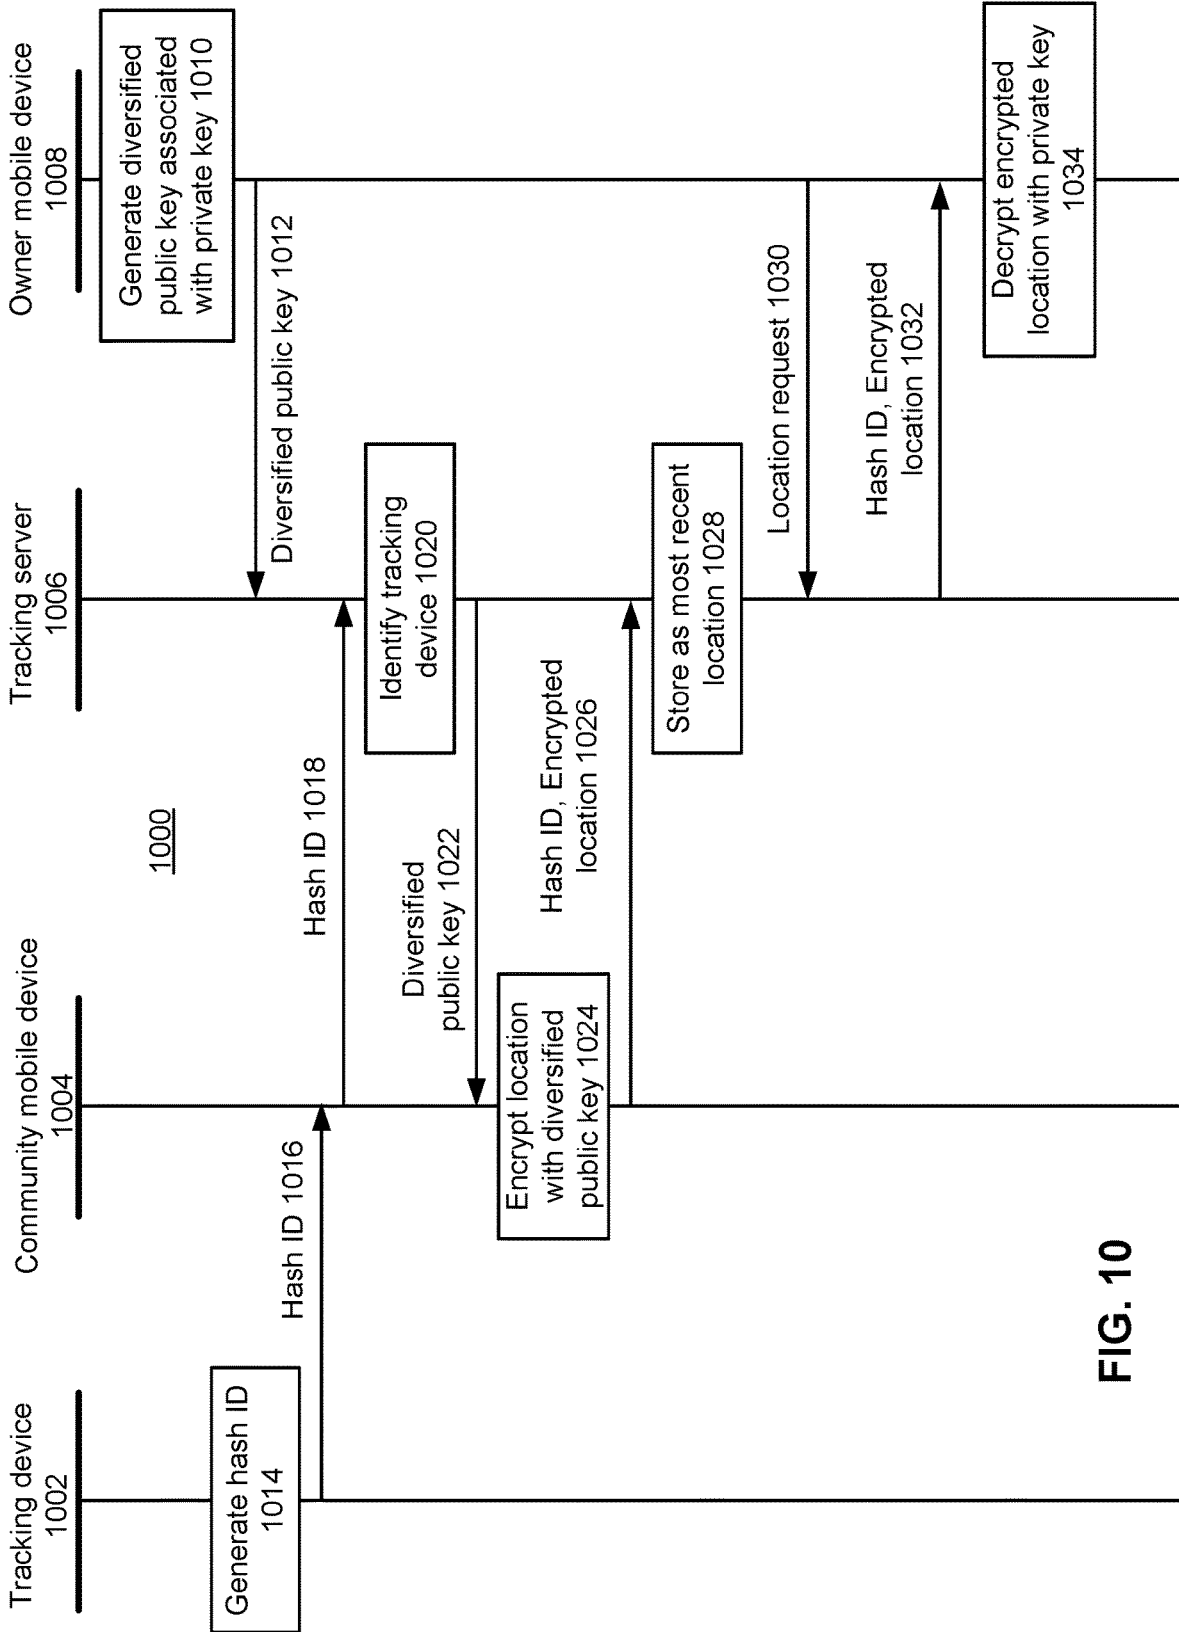 Tracking device
1002
Community mobile device
1004
Tracking server
1006
Owner mobile device
1008
1000
Generate diversified
public key associated
with private key 1010
Diversified public key 1012
Generate hash ID
1014
Hash ID 1016
Hash ID 1018
Identify tracking
device 1020
Diversified
public key 1022
Encrypt location
with diversified
public key 1024
Hash ID, Encrypted
location 1026
Store as most recent
location 1028
Location request 1030
Hash ID, Encrypted
location 1032
Decrypt encrypted
location with private key
1034
FIG. 10